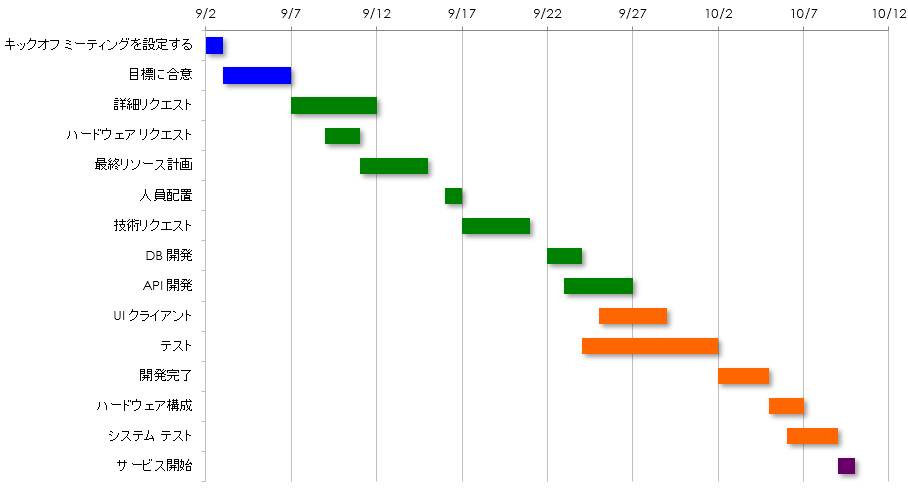 9/2 9/7 9/12 9/17 9/22 9/27 10/2 10/7 10/12
キックオフ ミーティングを設定する
目標に合意
詳細リクエスト
ハードウェア リクエスト
最終リソース計画
人員配置
技術リクエスト
DB 開発
API 開発
UI クライアント
テスト
開発完了
ハードウェア構成
システム テスト
サービス開始